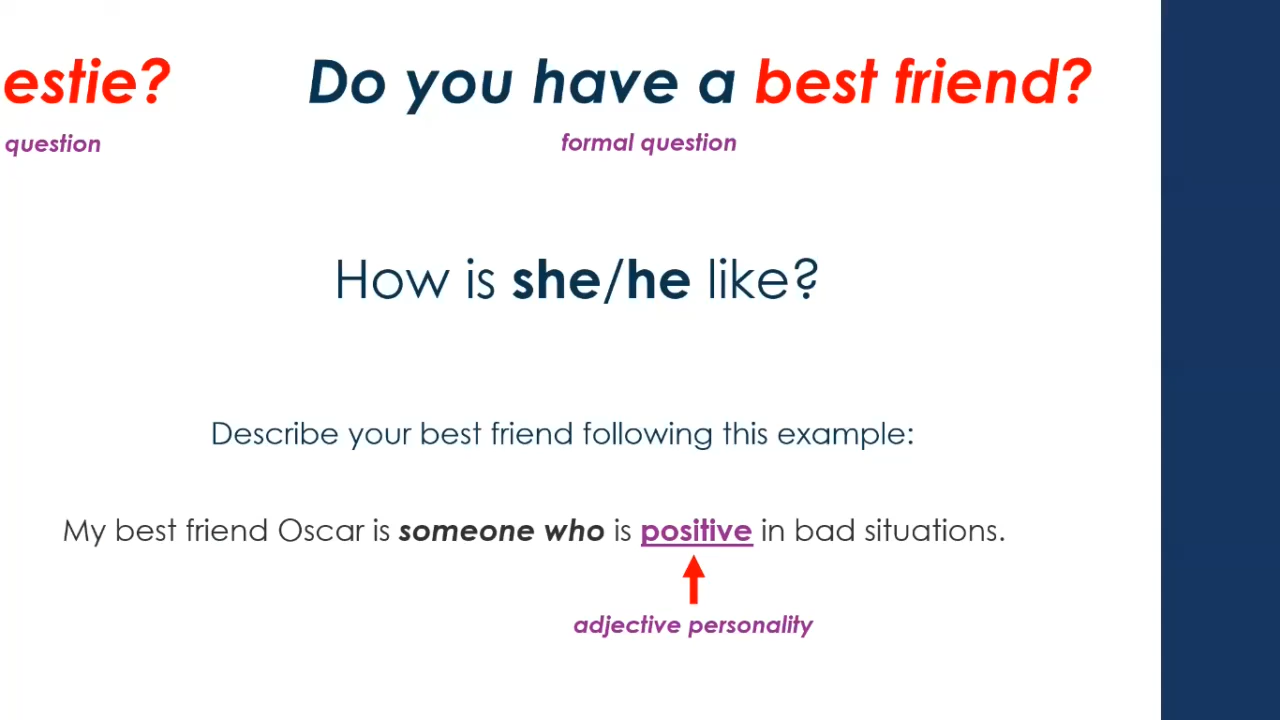 estie? Do you have a best friend?
question formal question
How is she/he like?
Describe your best friend following this example:
My best friend Oscar is someone who is positive in bad situations.
adjective personality